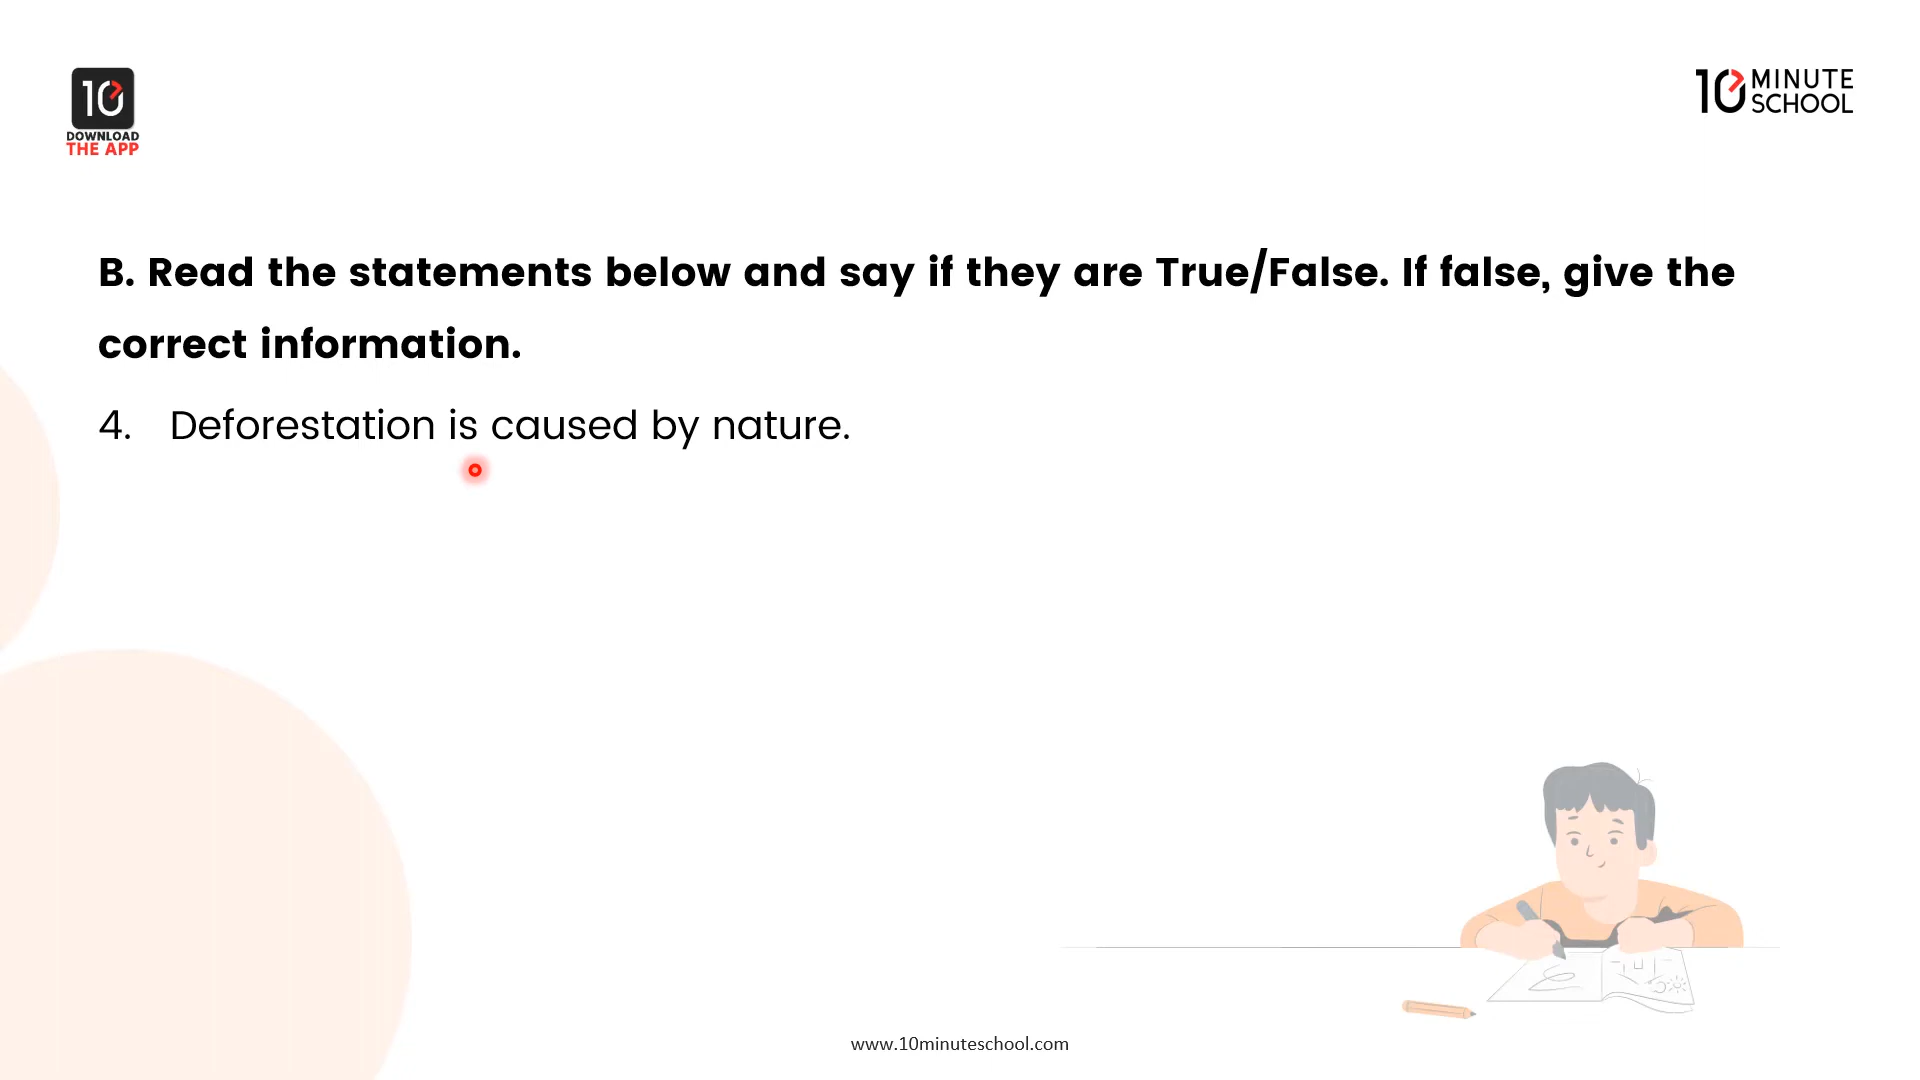 10
DOWNLOAD
THE APP
10 MINUTE
SCHOOL
B. Read the statements below and say if they are True/False. If false, give the
correct information.
4. Deforestation is caused by nature.
www.10minuteschool.com